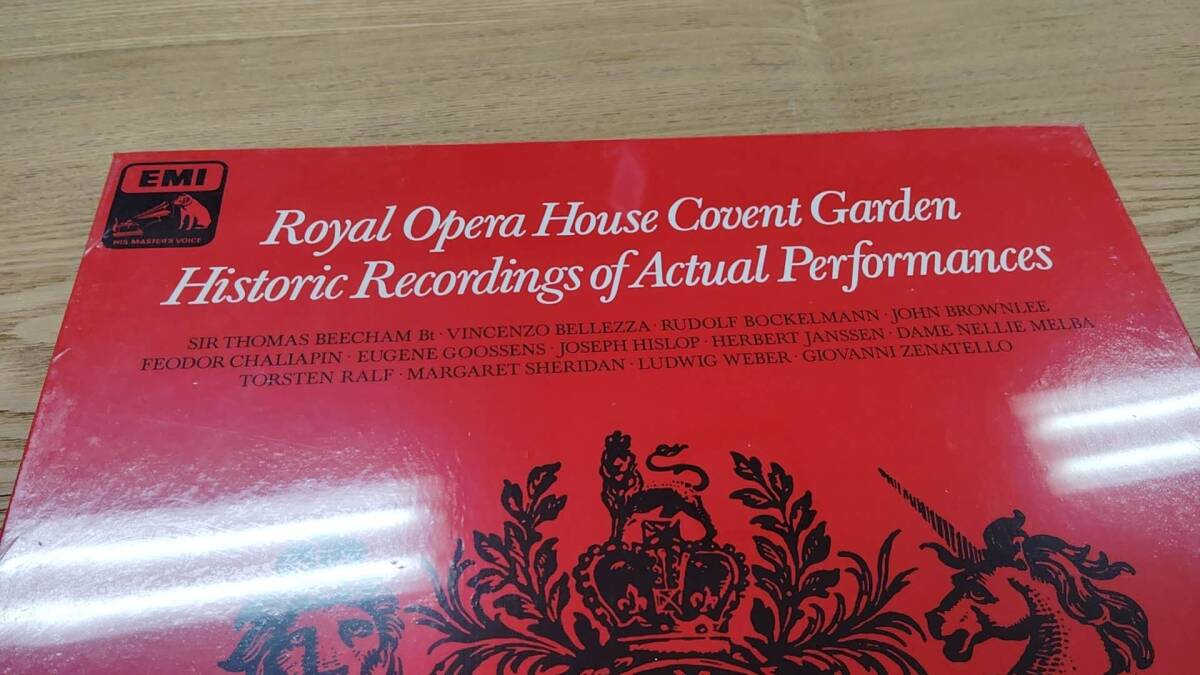 EMI
HIS MASTER'S VOICE
Royal Opera House Covent Garden
Historic Recordings of Actual Performances
SIR THOMAS BEECHAM Bt · VINCENZO BELLEZZA · RUDOLF BOCKELMANN · JOHN BROWNLEE
FEODOR CHALIAPIN · EUGENE GOOSSENS · JOSEPH HISLOP · HERBERT JANSSEN · DAME NELLIE MELBA
TORSTEN RALF · MARGARET SHERIDAN · LUDWIG WEBER · GIOVANNI ZENATELLO